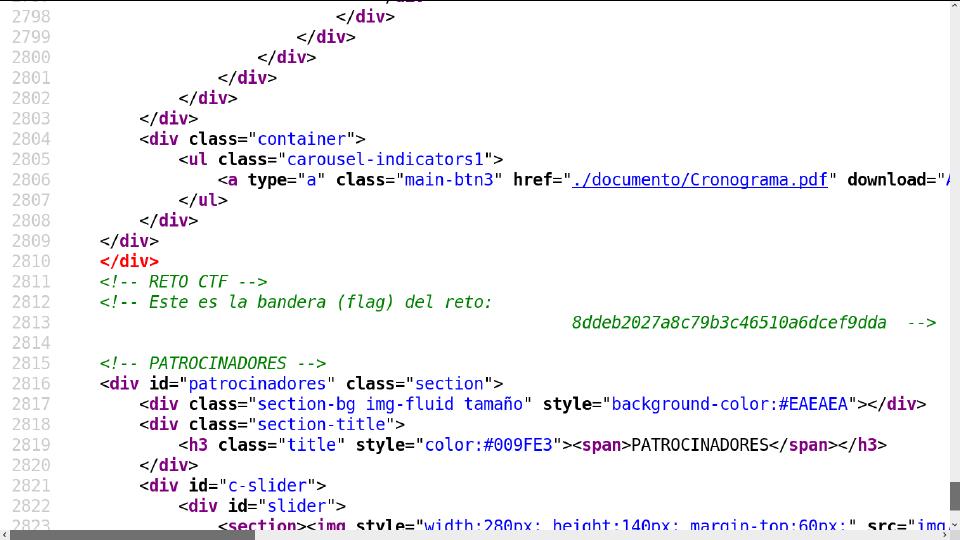 2798 </div>
2799 </div>
2800 </div>
2801 </div>
2802 </div>
2803 </div>
2804 <div class="container">
2805 <ul class="carousel-indicators1">
2806 <a type="a" class="main-btn3" href="./documento/Cronograma.pdf" download="
2807 </ul>
2808 </div>
2809 </div>
2810 </div>
2811 <!-- RETO CTF -->
2812 <!-- Este es la bandera (flag) del reto:
2813 8ddeb2027a8c79b3c46510a6dcef9dda -->
2814
2815 <!-- PATROCINADORES -->
2816 <div id="patrocinadores" class="section">
2817 <div class="section-bg img-fluid tamaño" style="background-color:#EAEAEA"></div>
2818 <div class="section-title">
2819 <h3 class="title" style="color:#009FE3"><span>PATROCINADORES</span></h3>
2820 </div>
2821 <div id="c-slider">
2822 <div id="slider">
2823 <section><img style="width:280px; height:140px; margin-top:60px;" src="img